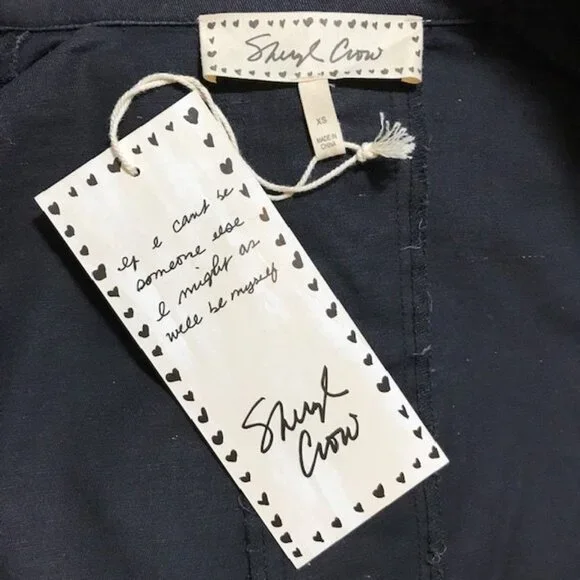 Sheryl Crow
XS
MADE IN
CHINA
If I can't be
someone else
I might as
well be myself
Sheryl
Crow